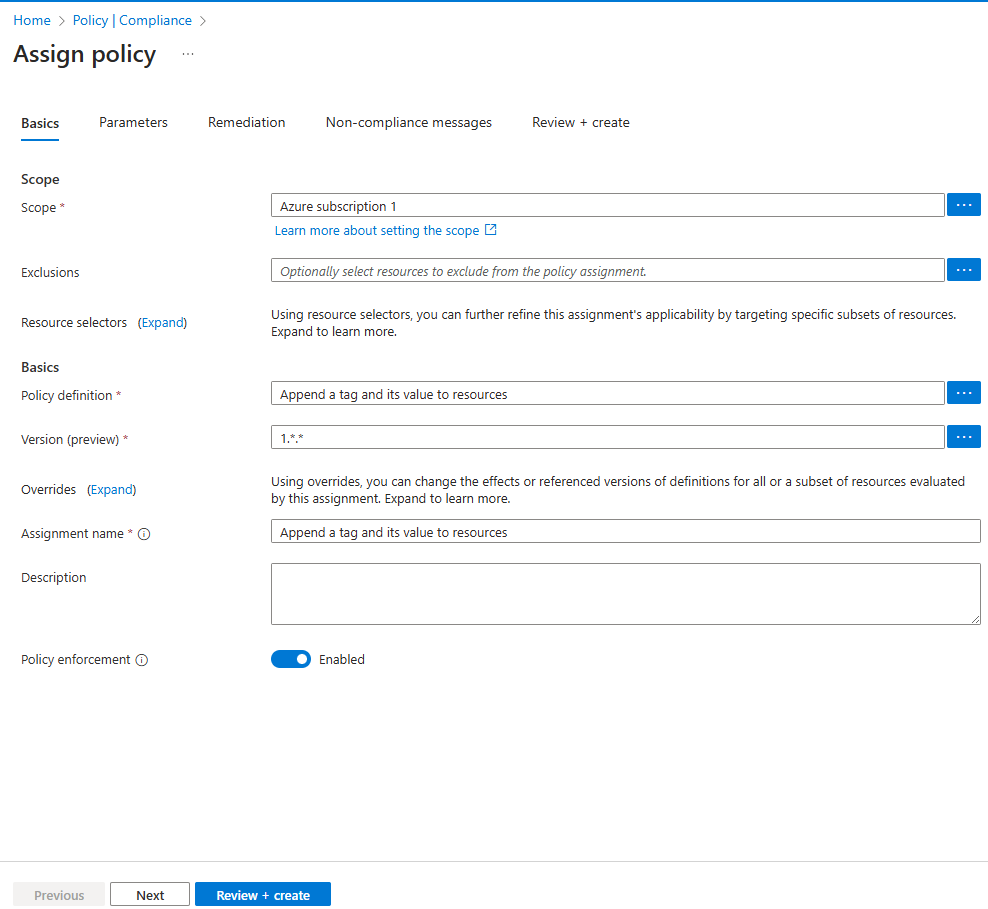 Home > Policy | Compliance >
Assign policy ...
Basics Parameters Remediation Non-compliance messages Review + create
Scope
Scope * Azure subscription 1 ...
Learn more about setting the scope
Exclusions Optionally select resources to exclude from the policy assignment. ...
Resource selectors (Expand) Using resource selectors, you can further refine this assignment's applicability by targeting specific subsets of resources.
Expand to learn more.
Basics
Policy definition * Append a tag and its value to resources ...
Version (preview) * 1.*.* ...
Overrides (Expand) Using overrides, you can change the effects or referenced versions of definitions for all or a subset of resources evaluated
by this assignment. Expand to learn more.
Assignment name * Append a tag and its value to resources
Description
Policy enforcement Enabled
Previous Next Review + create